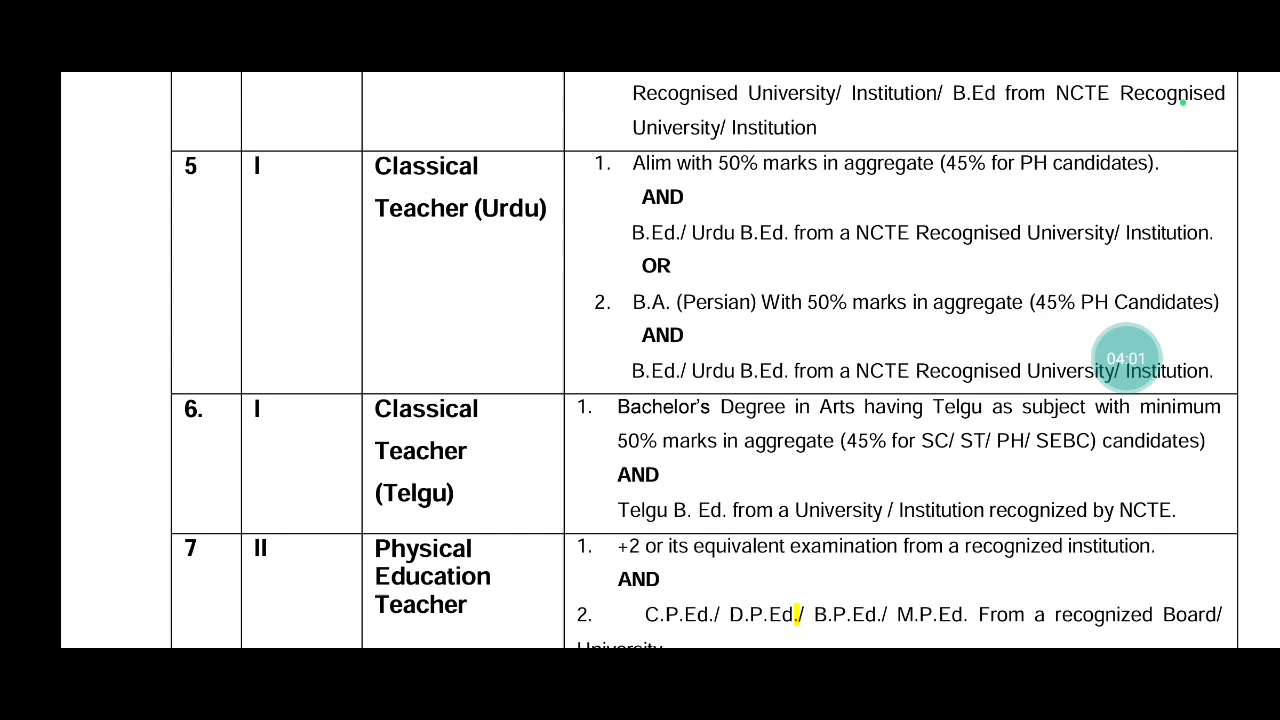 Recognised University/ Institution/ B.Ed from NCTE Recognised
University/ Institution
5
I
Classical
Teacher (Urdu)
1. Alim with 50% marks in aggregate (45% for PH candidates).
AND
B.Ed./ Urdu B.Ed. from a NCTE Recognised University/ Institution.
OR
2. B.A. (Persian) With 50% marks in aggregate (45% PH Candidates)
AND
B.Ed./ Urdu B.Ed. from a NCTE Recognised University/ Institution.
04:01
6.
I
Classical
Teacher
(Telgu)
1. Bachelor's Degree in Arts having Telgu as subject with minimum
50% marks in aggregate (45% for SC/ ST/ PH/ SEBC) candidates)
AND
Telgu B. Ed. from a University / Institution recognized by NCTE.
7
II
Physical
Education
Teacher
1. +2 or its equivalent examination from a recognized institution.
AND
2. C.P.Ed./ D.P.Ed./ B.P.Ed./ M.P.Ed. From a recognized Board/
University